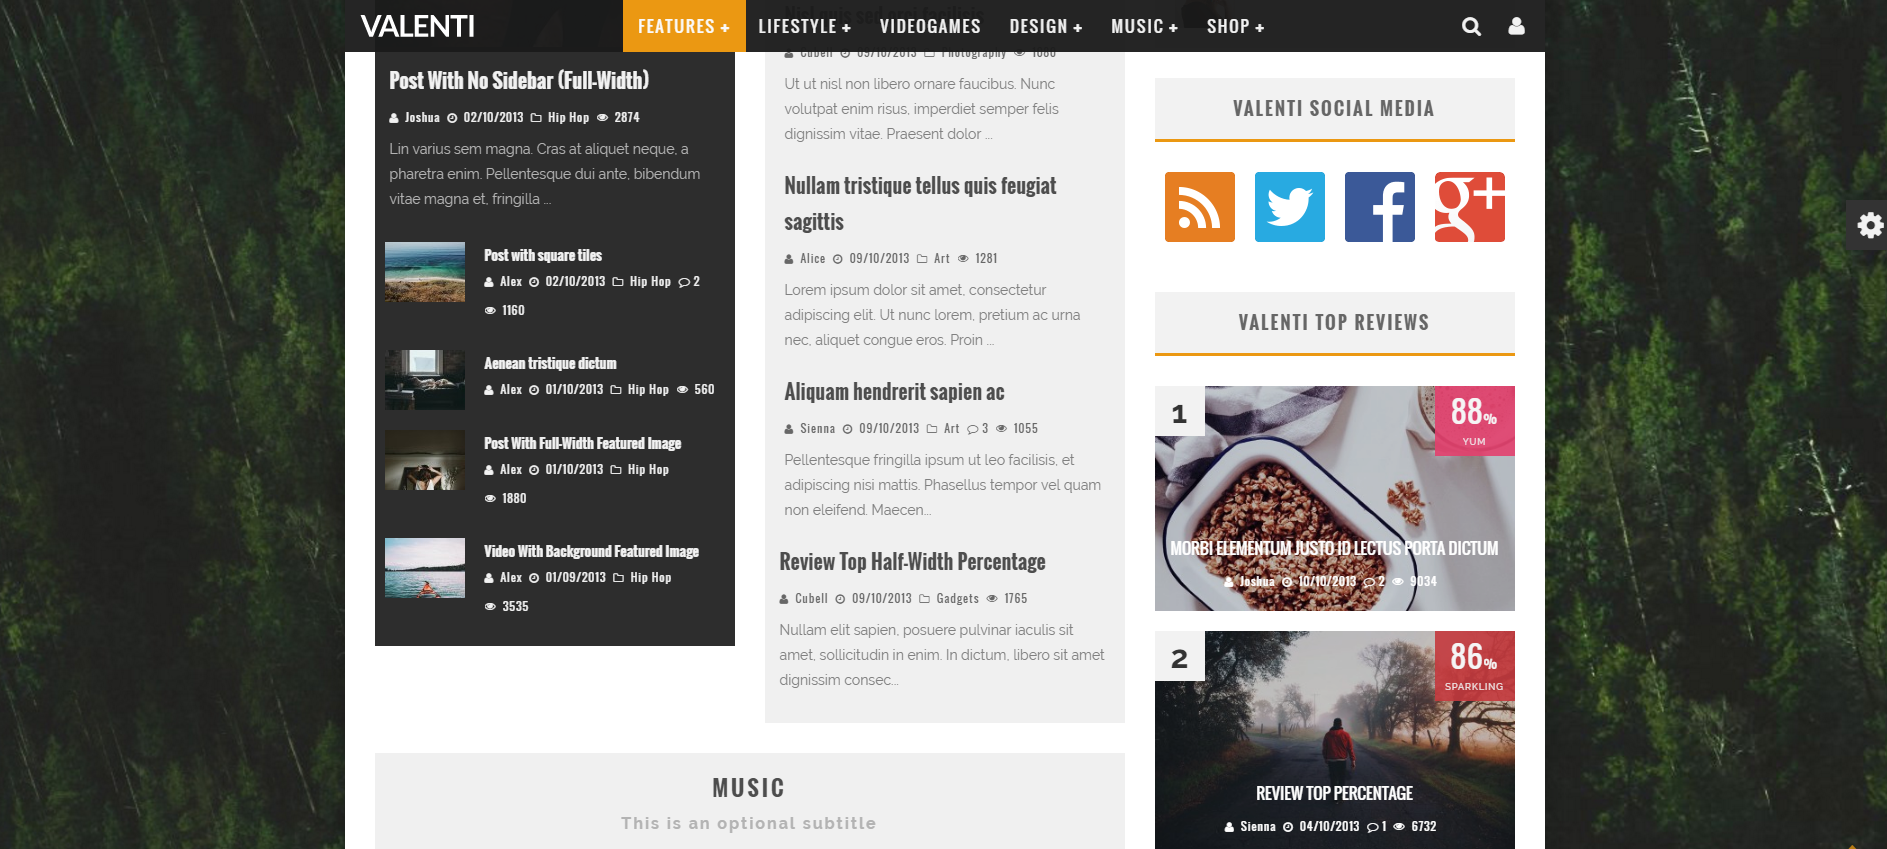 VALENTI
FEATURES +
LIFESTYLE +
VIDEOGAMES
DESIGN +
MUSIC +
SHOP +
Post With No Sidebar (Full-Width)
Joshua 02/10/2013 Hip Hop 2874
Lin varius sem magna. Cras at aliquet neque, a
pharetra enim. Pellentesque dui ante, bibendum
vitae magna et, fringilla ...
Post with square tiles
Alex 02/10/2013 Hip Hop 2
1160
Aenean tristique dictum
Alex 01/10/2013 Hip Hop 560
Post With Full-Width Featured Image
Alex 01/10/2013 Hip Hop
1880
Video With Background Featured Image
Alex 01/09/2013 Hip Hop
3535
Cubell 09/10/2013 Photography 1080
Ut ut nisl non libero ornare faucibus. Nunc
volutpat enim risus, imperdiet semper felis
dignissim vitae. Praesent dolor ...
Nullam tristique tellus quis feugiat
sagittis
Alice 09/10/2013 Art 1281
Lorem ipsum dolor sit amet, consectetur
adipiscing elit. Ut nunc lorem, pretium ac urna
nec, aliquet congue eros. Proin ...
Aliquam hendrerit sapien ac
Sienna 09/10/2013 Art 3 1055
Pellentesque fringilla ipsum ut leo facilisis, et
adipiscing nisi mattis. Phasellus tempor vel quam
non eleifend. Maecen...
Review Top Half-Width Percentage
Cubell 09/10/2013 Gadgets 1765
Nullam elit sapien, posuere pulvinar iaculis sit
amet, sollicitudin in enim. In dictum, libero sit amet
dignissim consec...
MUSIC
This is an optional subtitle
VALENTI SOCIAL MEDIA
g+
VALENTI TOP REVIEWS
1
88%
YUM
MORBI ELEMENTUM JUSTO ID LECTUS PORTA DICTUM
Joshua 10/10/2013 2 9034
2
86%
SPARKLING
REVIEW TOP PERCENTAGE
Sienna 04/10/2013 1 6732